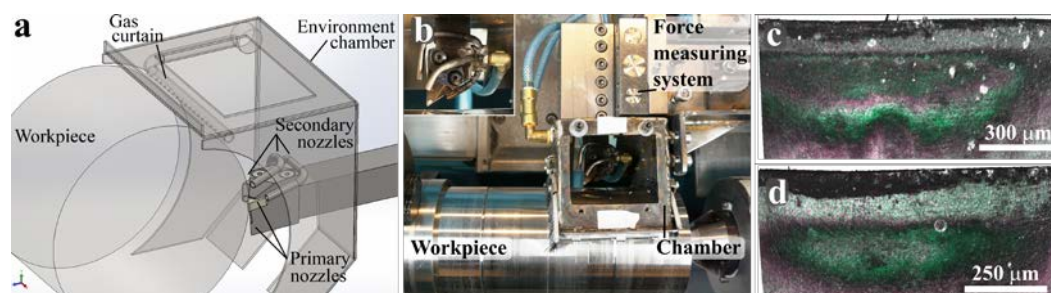 a
Gas
curtain
Environment
chamber
Workpiece
Secondary
nozzles
Primary
nozzles
b
Force
measuring
system
Workpiece
Chamber
c
300 μm
d
250 μm